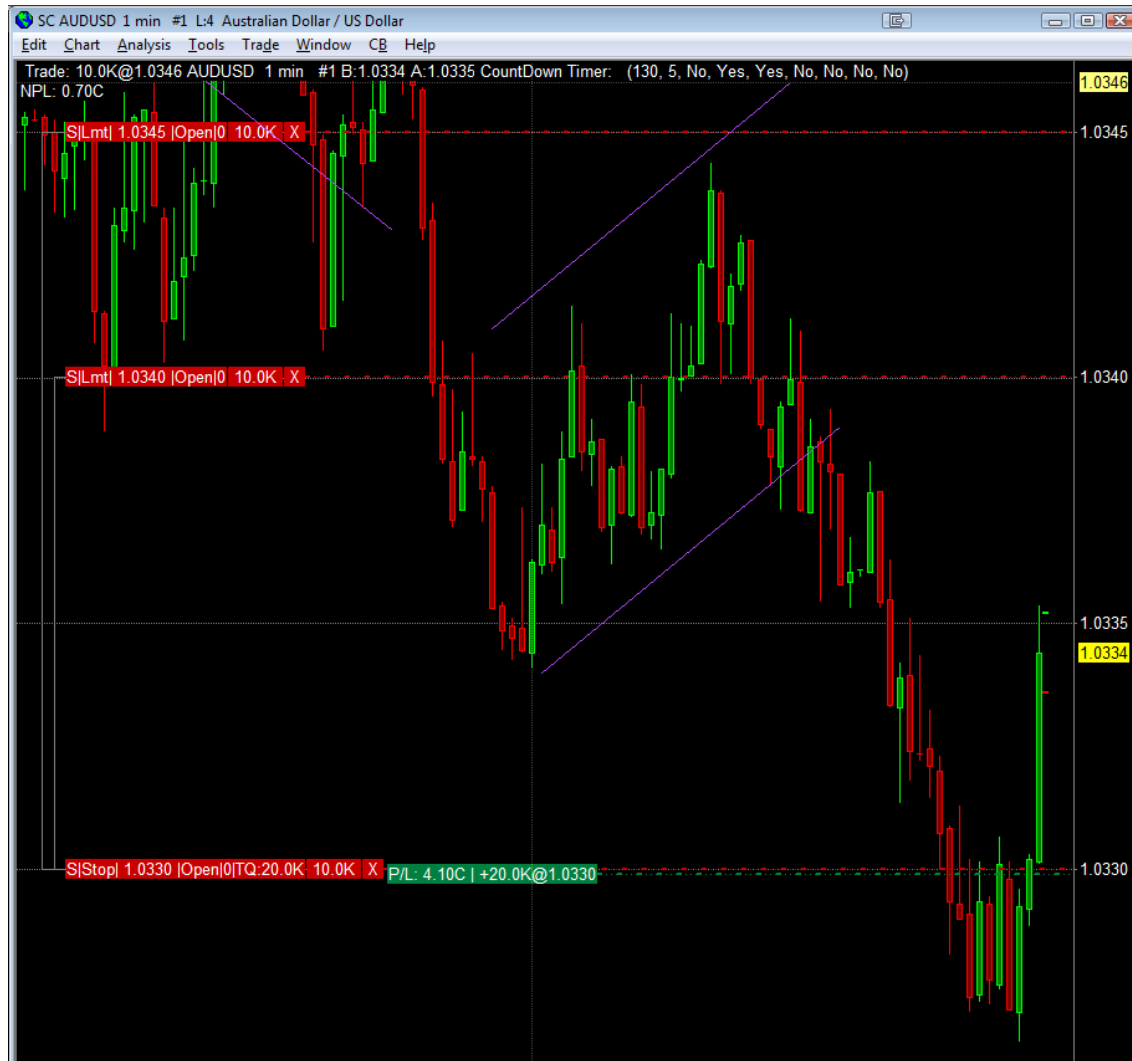 SC AUDUSD 1 min #1 L:4 Australian Dollar / US Dollar
Edit Chart Analysis Tools Trade Window CB Help
Trade: 10.0K@1.0346 AUDUSD 1 min #1 B:1.0334 A:1.0335 CountDown Timer: (130, 5, No, Yes, Yes, No, No, No, No)
1.0346
NPL: 0.70C
S|Lmt| 1.0345 |Open|0 10.0K X
1.0345
S|Lmt| 1.0340 |Open|0 10.0K X
1.0340
1.0335
1.0334
S|Stop| 1.0330 |Open|0|TQ:20.0K 10.0K X
P/L: 4.10C | +20.0K@1.0330
1.0330